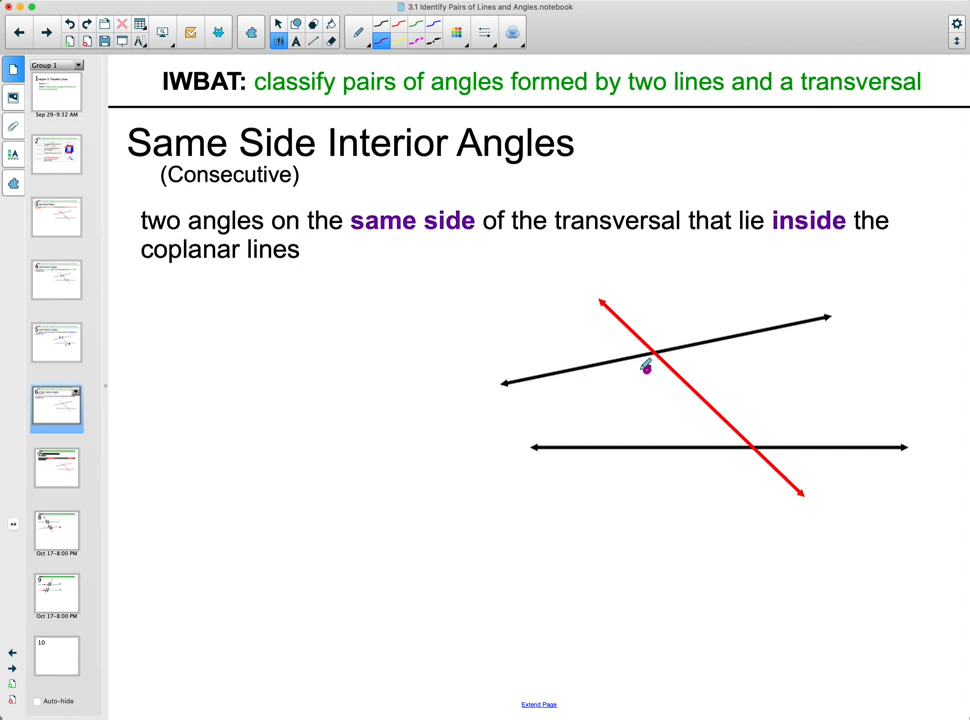 3.1 Identify Pairs of Lines and Angles.notebook
Group 1
IWBAT: classify pairs of angles formed by two lines and a transversal
Same Side Interior Angles
(Consecutive)
two angles on the same side of the transversal that lie inside the
coplanar lines
Sep 29-9:32 AM
Oct 17-8:00 PM
Oct 17-8:00 PM
10
Auto-hide
Extend Page